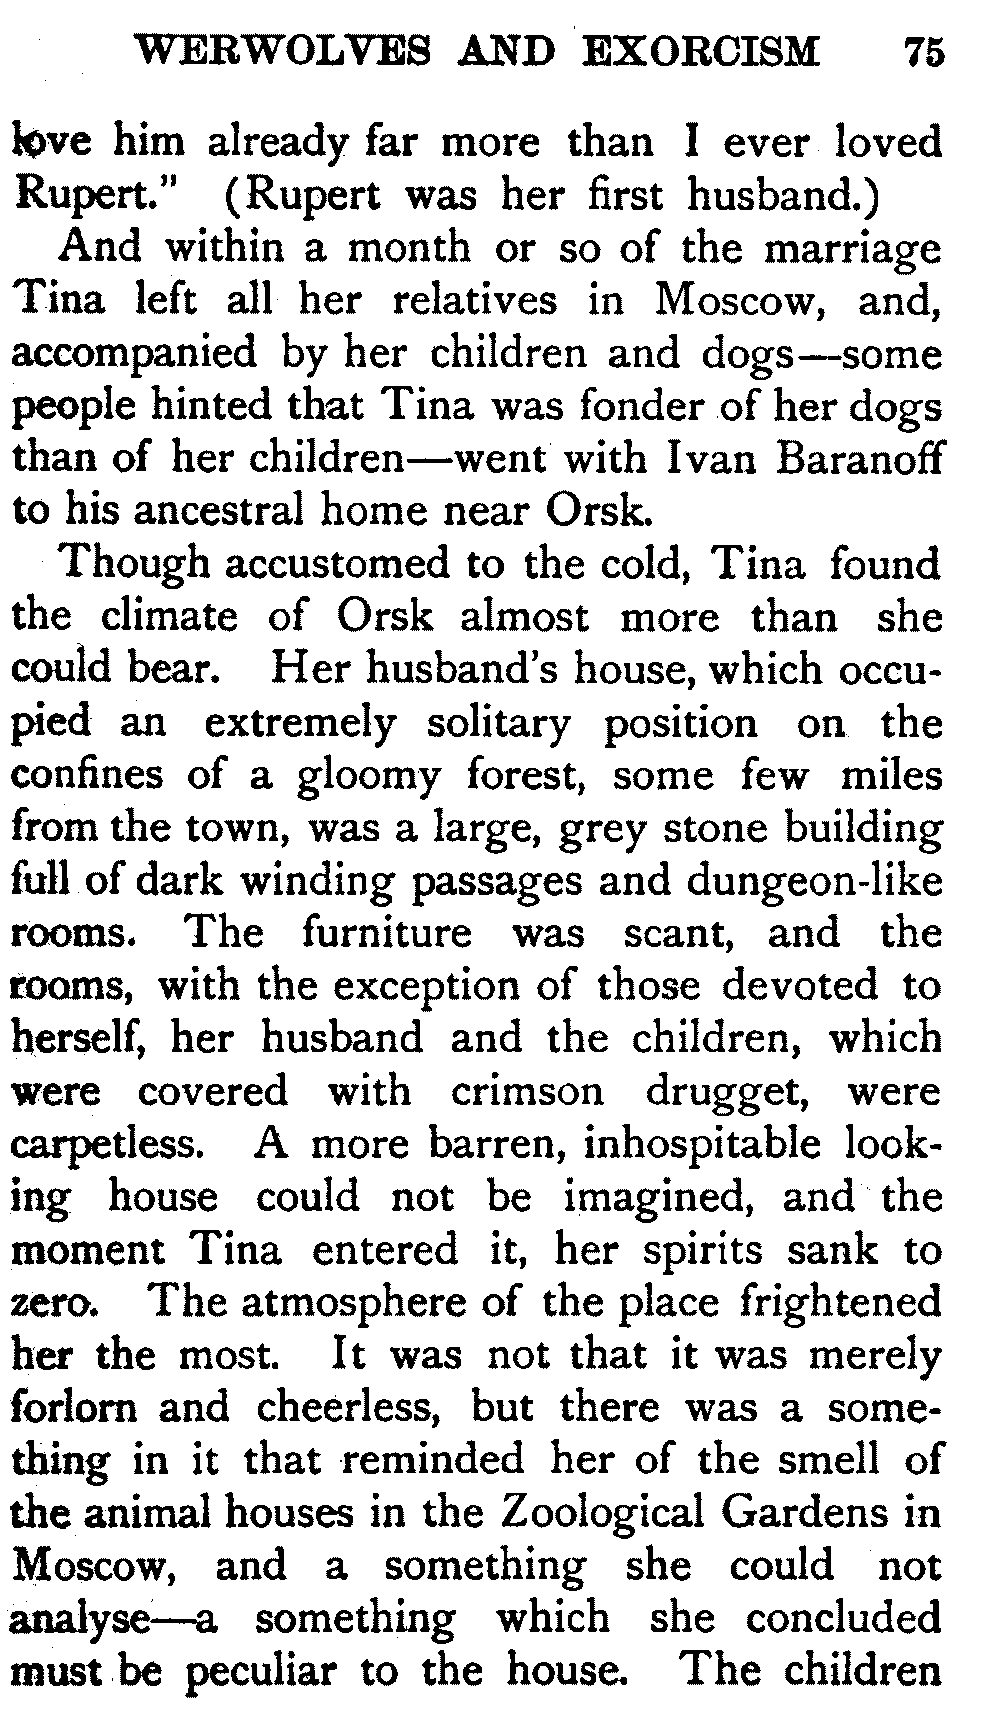 WERWOLVES AND EXORCISM 75
love him already far more than I ever loved
Rupert." (Rupert was her first husband.)
And within a month or so of the marriage
Tina left all her relatives in Moscow, and,
accompanied by her children and dogs—some
people hinted that Tina was fonder of her dogs
than of her children—went with Ivan Baranoff
to his ancestral home near Orsk.
Though accustomed to the cold, Tina found
the climate of Orsk almost more than she
could bear. Her husband's house, which occu-
pied an extremely solitary position on the
confines of a gloomy forest, some few miles
from the town, was a large, grey stone building
full of dark winding passages and dungeon-like
rooms. The furniture was scant, and the
rooms, with the exception of those devoted to
herself, her husband and the children, which
were covered with crimson drugget, were
carpetless. A more barren, inhospitable look-
ing house could not be imagined, and the
moment Tina entered it, her spirits sank to
zero. The atmosphere of the place frightened
her the most. It was not that it was merely
forlorn and cheerless, but there was a some-
thing in it that reminded her of the smell of
the animal houses in the Zoological Gardens in
Moscow, and a something she could not
analyse—a something which she concluded
must be peculiar to the house. The children